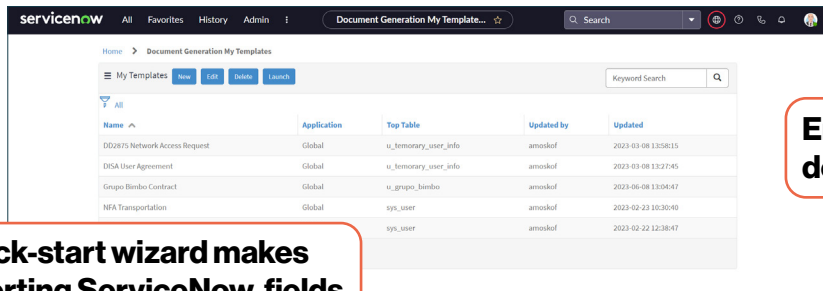 servicenow All Favorites History Admin Document Generation My Template... Search
Home > Document Generation My Templates
My Templates New Edit Delete Launch Keyword Search
All
Name Application Top Table Updated by Updated
DD2875 Network Access Request Global u_temorary_user_info amoskof 2023-03-08 13:58:15
DISA User Agreement Global u_temorary_user_info amoskof 2023-03-08 13:27:45
Grupo Bimbo Contract Global u_grupo_bimbo amoskof 2023-06-08 13:04:47
NFA Transportation Global sys_user amoskof 2023-02-23 10:30:40
sys_user amoskof 2023-02-22 12:38:47
ck-start wizard makes
orting ServiceNow fields
E
de